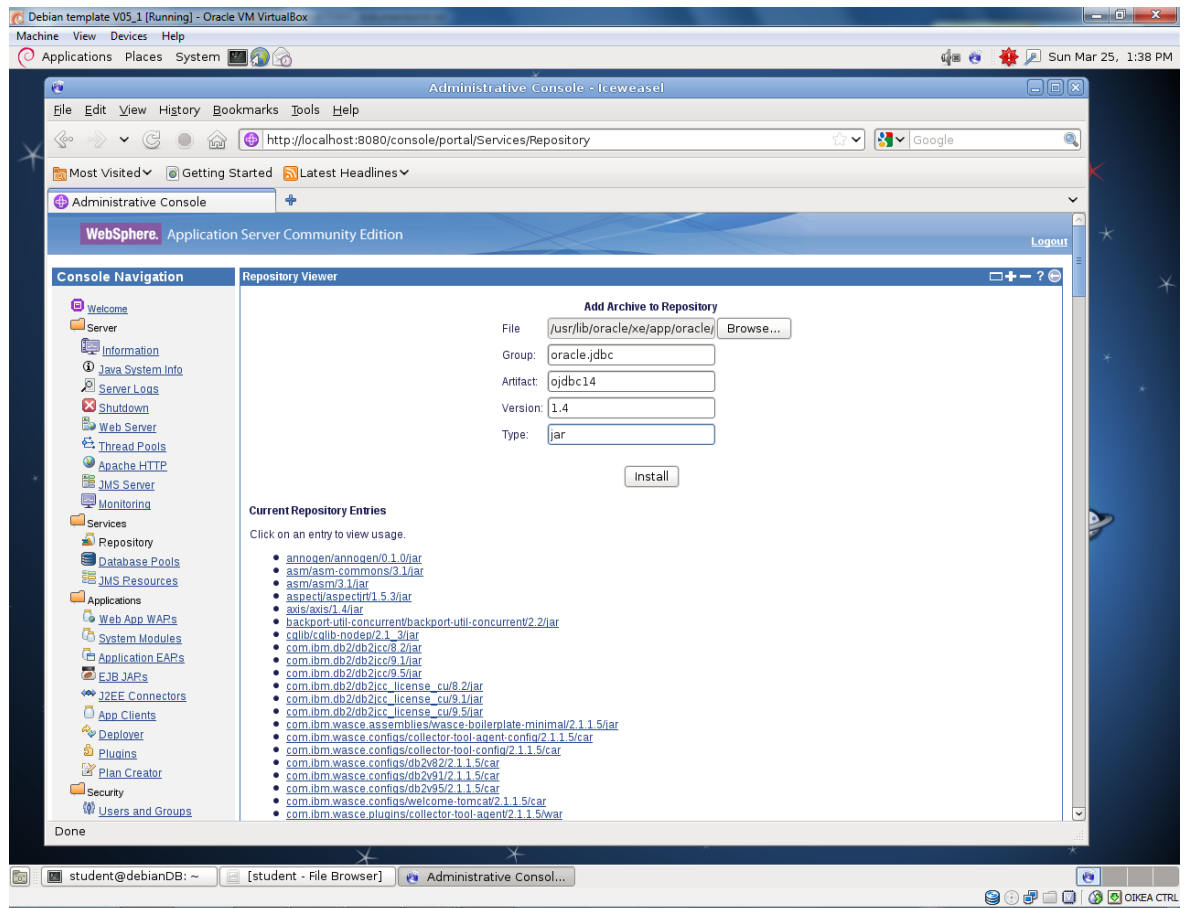 Debian template V05_1 [Running] - Oracle VM VirtualBox
Machine View Devices Help
Applications Places System
Sun Mar 25, 1:38 PM
Administrative Console - Iceweasel
File Edit View History Bookmarks Tools Help
http://localhost:8080/console/portal/Services/Repository
Google
Most Visited Getting Started Latest Headlines
Administrative Console
WebSphere. Application Server Community Edition
Logout
Console Navigation
Welcome
Server
Information
Java System Info
Server Logs
Shutdown
Web Server
Thread Pools
Apache HTTP
JMS Server
Monitoring
Services
Repository
Database Pools
JMS Resources
Applications
Web App WARs
System Modules
Application EARs
EJB JARs
J2EE Connectors
App Clients
Deployer
Plugins
Plan Creator
Security
Users and Groups
Repository Viewer
Add Archive to Repository
File /usr/lib/oracle/xe/app/oracle/ Browse...
Group: oracle.jdbc
Artifact: ojdbc14
Version: 1.4
Type: jar
Install
Current Repository Entries
Click on an entry to view usage.
annogen/annogen/0.1.0/jar
asm/asm-commons/3.1/jar
asm/asm/3.1/jar
aspectj/aspectjrt/1.5.3/jar
axis/axis/1.4/jar
backport-util-concurrent/backport-util-concurrent/2.2/jar
cglib/cglib-nodep/2.1_3/jar
com.ibm.db2/db2jcc/8.2/jar
com.ibm.db2/db2jcc/9.1/jar
com.ibm.db2/db2jcc/9.5/jar
com.ibm.db2/db2jcc_license_cu/8.2/jar
com.ibm.db2/db2jcc_license_cu/9.1/jar
com.ibm.db2/db2jcc_license_cu/9.5/jar
com.ibm.wasce.assemblies/wasce-boilerplate-minimal/2.1.1.5/jar
com.ibm.wasce.configs/collector-tool-agent-config/2.1.1.5/car
com.ibm.wasce.configs/collector-tool-config/2.1.1.5/car
com.ibm.wasce.configs/db2v82/2.1.1.5/car
com.ibm.wasce.configs/db2v91/2.1.1.5/car
com.ibm.wasce.configs/db2v95/2.1.1.5/car
com.ibm.wasce.configs/welcome-tomcat/2.1.1.5/car
com.ibm.wasce.plugins/collector-tool-agent/2.1.1.5/war
Done
student@debianDB: ~ [student - File Browser] Administrative Consol...
OIKEA CTRL